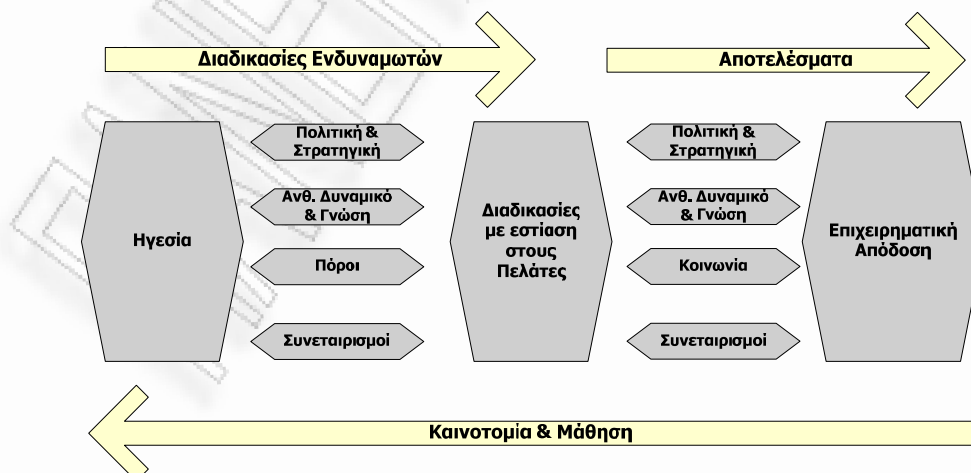 Διαδικασίες Ενδυναμωτών
Αποτελέσματα
Ηγεσία
Πολιτική &
Στρατηγική
Ανθ. Δυναμικό
& Γνώση
Πόροι
Συνεταιρισμοί
Διαδικασίες
με εστίαση
στους
Πελάτες
Πολιτική &
Στρατηγική
Ανθ. Δυναμικό
& Γνώση
Κοινωνία
Συνεταιρισμοί
Επιχειρηματική
Απόδοση
Καινοτομία & Μάθηση